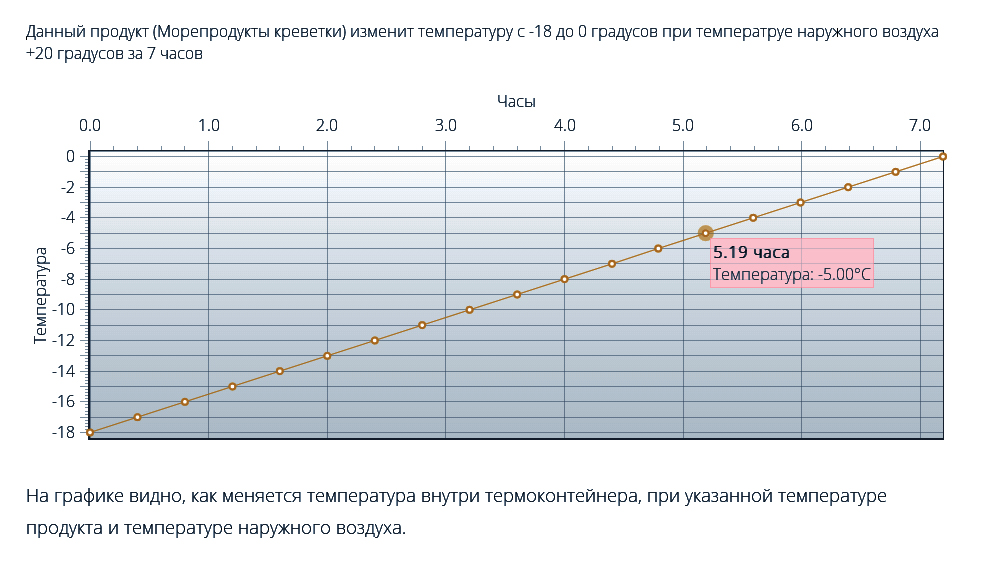 Данный продукт (Морепродукты креветки) изменит температуру с -18 до 0 градусов при температруе наружного воздуха
+20 градусов за 7 часов
Часы
0.0 1.0 2.0 3.0 4.0 5.0 6.0 7.0
Температура
0
-2
-4
-6
-8
-10
-12
-14
-16
-18
5.19 часа
Температура: -5.00°C
На графике видно, как меняется температура внутри термоконтейнера, при указанной температуре
продукта и температуре наружного воздуха.